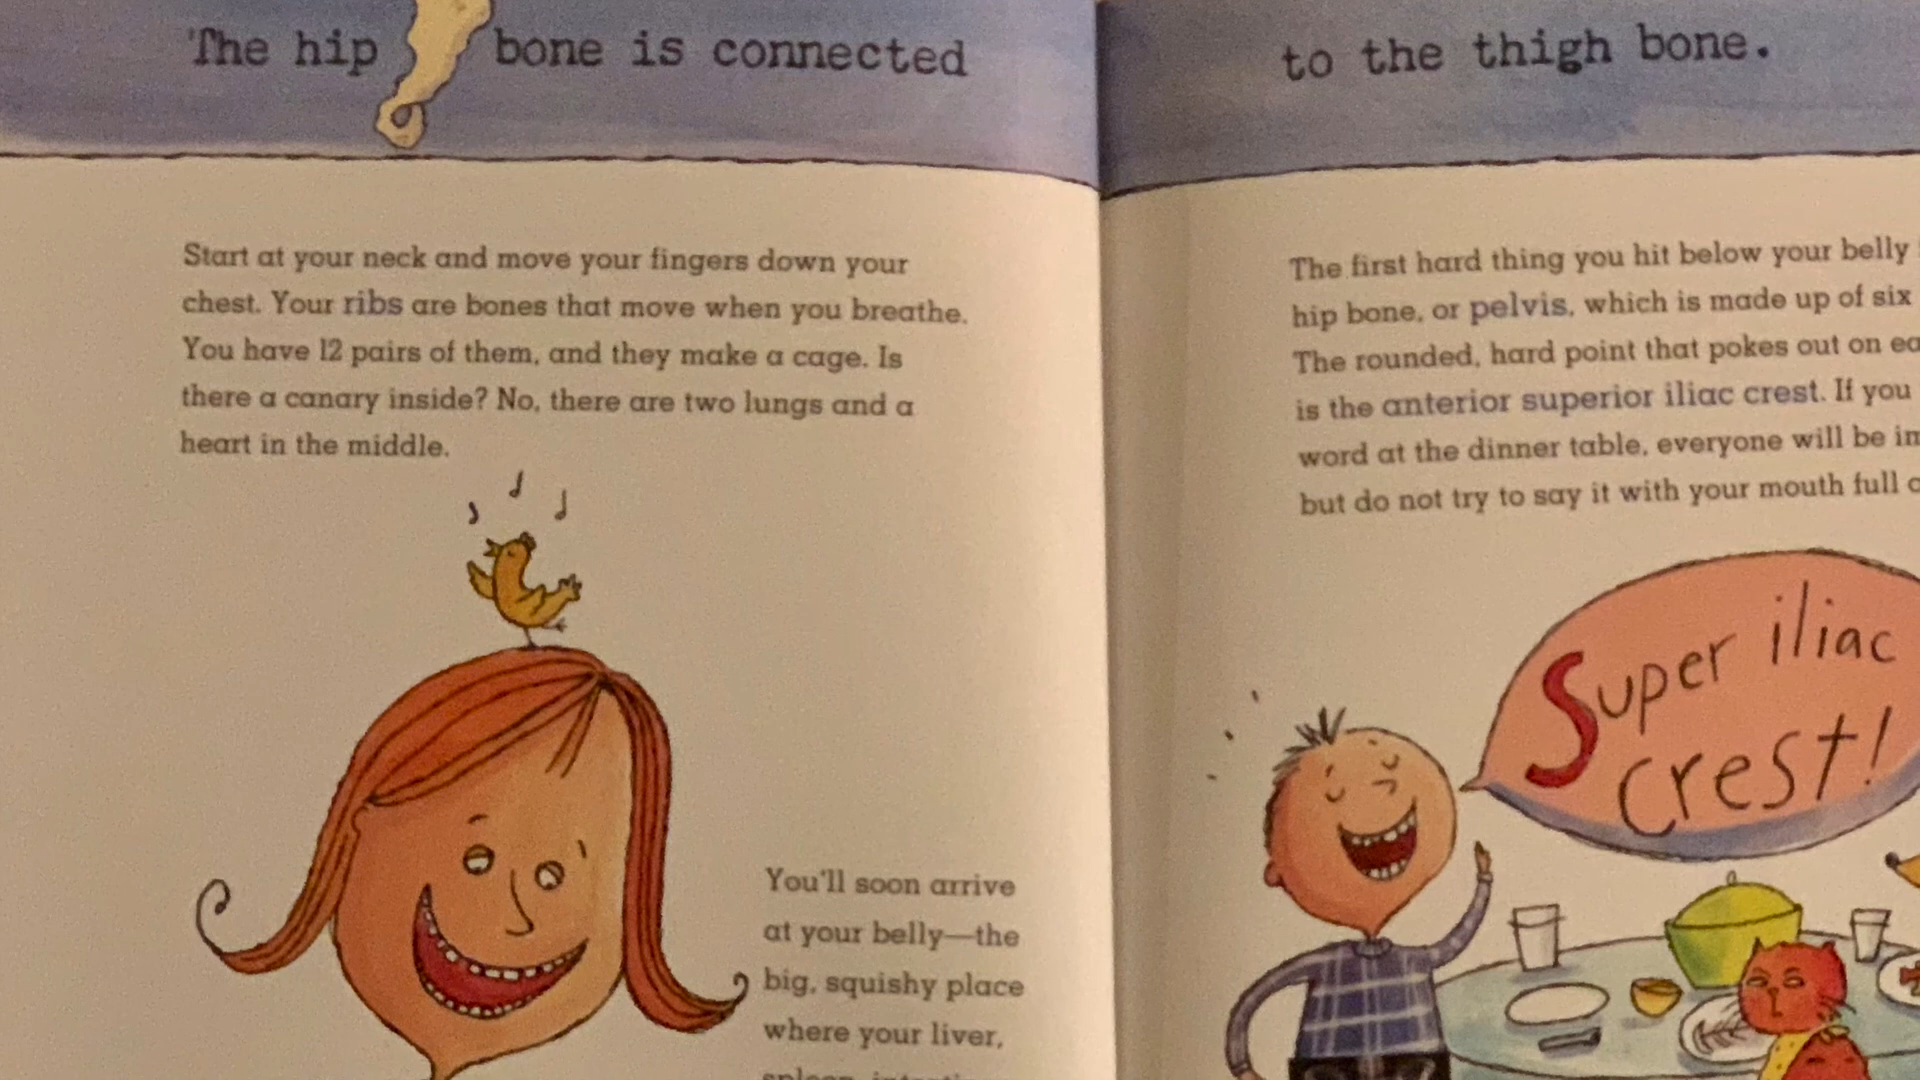 The hip bone is connected
to the thigh bone.
Start at your neck and move your fingers down your
chest. Your ribs are bones that move when you breathe.
You have 12 pairs of them, and they make a cage. Is
there a canary inside? No, there are two lungs and a
heart in the middle.
You'll soon arrive
at your belly—the
big, squishy place
where your liver,
The first hard thing you hit below your belly
hip bone, or pelvis, which is made up of six
The rounded, hard point that pokes out on
is the anterior superior iliac crest. If you
word at the dinner table, everyone will be
but do not try to say it with your mouth full
Super iliac
crest!